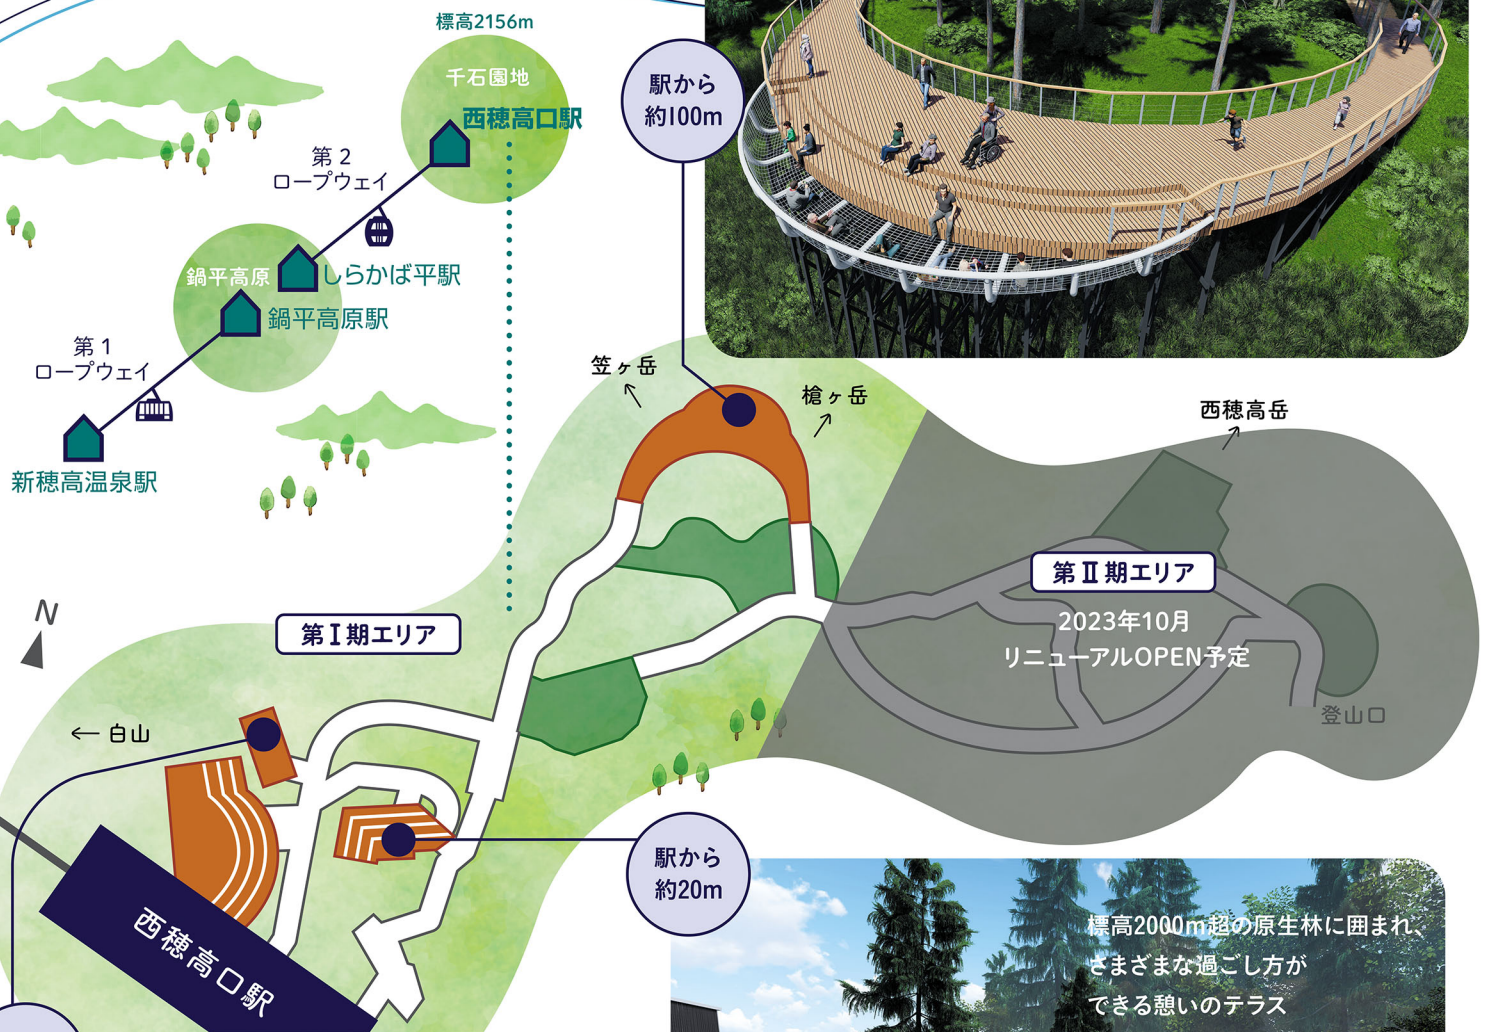 標高2156m
千石園地
西穂高口駅
第2
ロープウェイ
鍋平高原
しらかば平駅
鍋平高原駅
第1
ロープウェイ
新穂高温泉駅
駅から
約100m
笠ヶ岳
槍ヶ岳
西穂高岳
第Ⅱ期エリア
2023年10月
リニューアルOPEN予定
登山口
N
第Ⅰ期エリア
← 白山
西穂高口駅
駅から
約20m
標高2000m超の原生林に囲まれ、
さまざまな過ごし方が
できる憩いのテラス